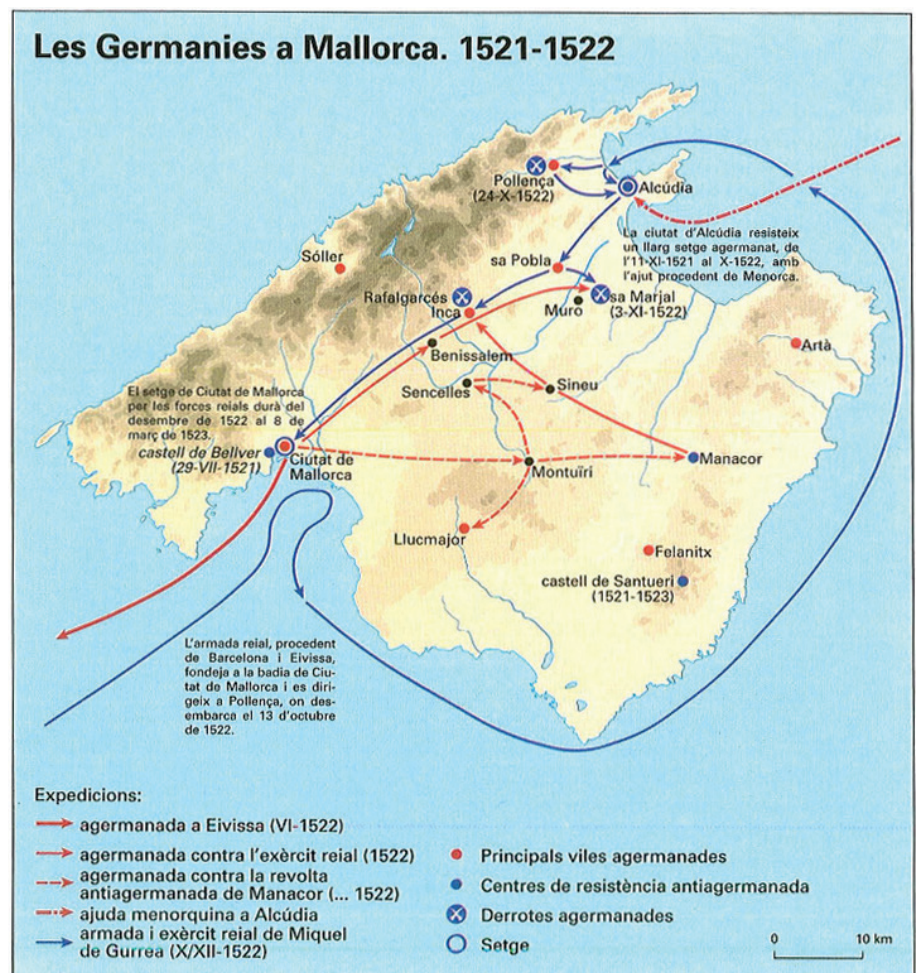 Les Germanies a Mallorca. 1521-1522
Pollença
(24-X-1522)
Alcúdia
La ciutat d'Alcúdia resisteix
un llarg setge agermanat, de
l'11-XI-1521 al X-1522, amb
l'ajut procedent de Menorca.
Sóller
sa Pobla
Rafalgarcés
Inca
Muro
sa Marjal
(3-XI-1522)
Benissalem
Artà
Sencelles
Sineu
El setge de Ciutat de Mallorca
per les forces reials durà del
desembre de 1522 al 8 de
març de 1523.
castell de Bellver
(29-VII-1521)
Ciutat de
Mallorca
Montuïri
Manacor
Llucmajor
Felanitx
castell de Santueri
(1521-1523)
L'armada reial, procedent
de Barcelona i Eivissa,
fondeja a la badia de Ciu-
tat de Mallorca i es diri-
geix a Pollença, on des-
embarca el 13 d'octubre
de 1522.
Expedicions:
agermanada a Eivissa (VI-1522)
agermanada contra l'exèrcit reial (1522)
agermanada contra la revolta
antiagermanada de Manacor (... 1522)
ajuda menorquina a Alcúdia
armada i exèrcit reial de Miquel
de Gurrea (X/XII-1522)
Principals viles agermanades
Centres de resistència antiagermanada
Derrotes agermanades
Setge
0 10 km